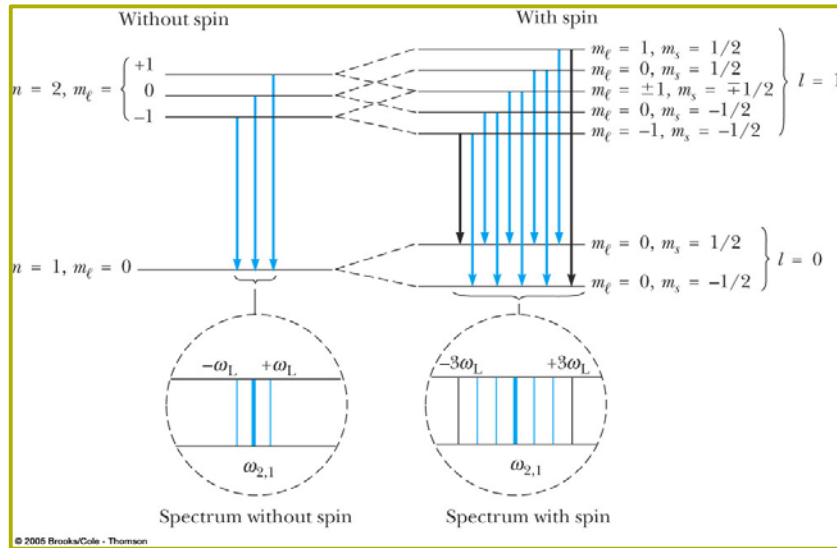 Without spin
With spin
n = 2, mℓ = { +1
0
−1
mℓ = 1, ms = 1/2
mℓ = 0, ms = 1/2
mℓ = ±1, ms = ∓1/2
mℓ = 0, ms = −1/2
mℓ = −1, ms = −1/2
} l = 1
n = 1, mℓ = 0
mℓ = 0, ms = 1/2
mℓ = 0, ms = −1/2
} l = 0
−ωL +ωL
ω2,1
−3ωL +3ωL
ω2,1
Spectrum without spin
Spectrum with spin
© 2005 Brooks/Cole - Thomson